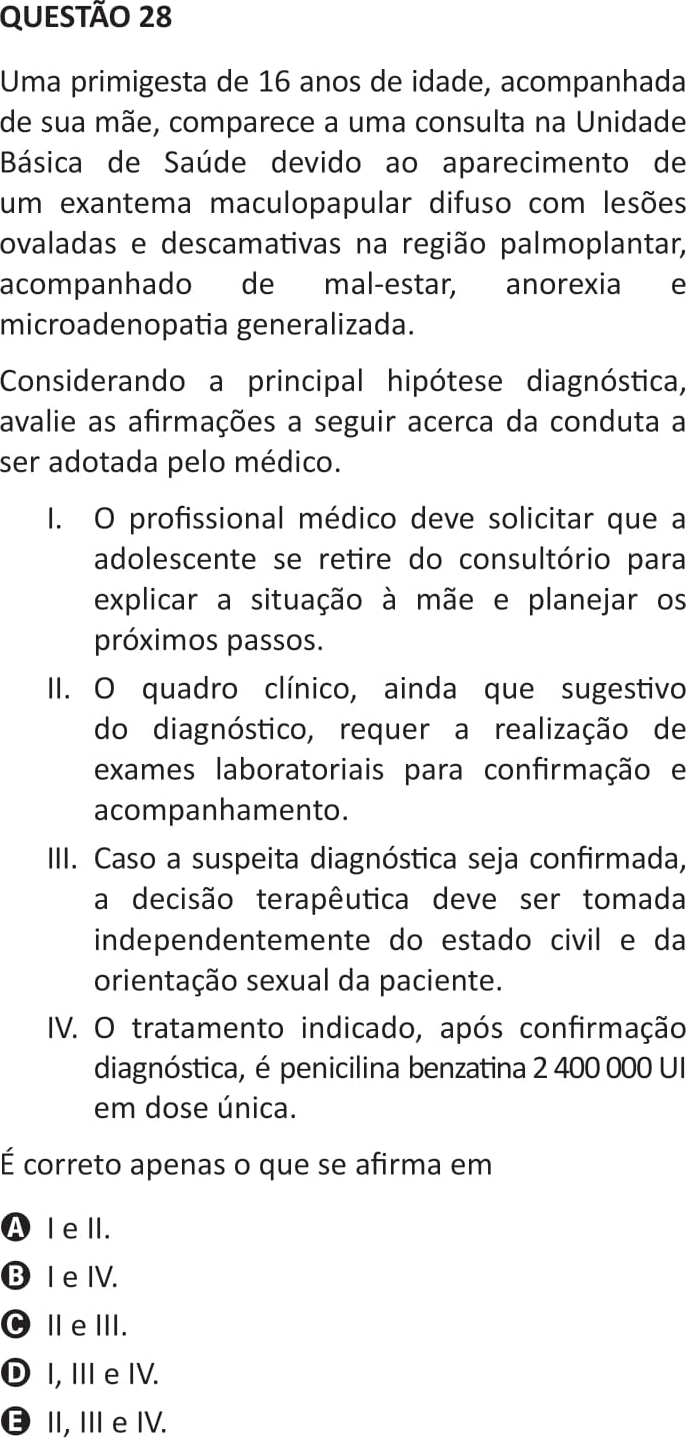 QUESTÃO 28
Uma primigesta de 16 anos de idade, acompanhada
de sua mãe, comparece a uma consulta na Unidade
Básica de Saúde devido ao aparecimento de
um exantema maculopapular difuso com lesões
ovaladas e descamativas na região palmoplantar,
acompanhado de mal-estar, anorexia e
microadenopatia generalizada.
Considerando a principal hipótese diagnóstica,
avalie as afirmações a seguir acerca da conduta a
ser adotada pelo médico.
I. O profissional médico deve solicitar que a
adolescente se retire do consultório para
explicar a situação à mãe e planejar os
próximos passos.
II. O quadro clínico, ainda que sugestivo
do diagnóstico, requer a realização de
exames laboratoriais para confirmação e
acompanhamento.
III. Caso a suspeita diagnóstica seja confirmada,
a decisão terapêutica deve ser tomada
independentemente do estado civil e da
orientação sexual da paciente.
IV. O tratamento indicado, após confirmação
diagnóstica, é penicilina benzatina 2 400 000 UI
em dose única.
É correto apenas o que se afirma em
A I e II.
B I e IV.
C II e III.
D I, III e IV.
E II, III e IV.